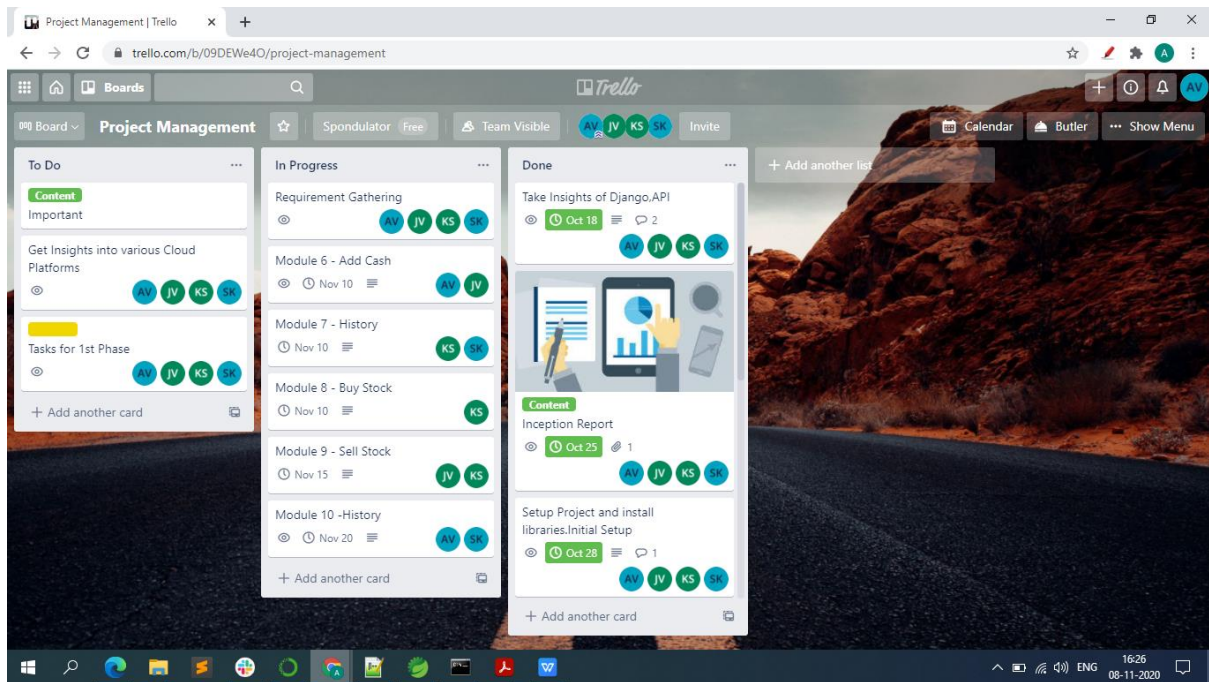 Project Management | Trello
trello.com/b/09DEWe4O/project-management
A
Boards
Trello
AV
Board
Project Management
Spondulator Free
Team Visible
AV JV KS SK
Invite
Calendar
Butler
Show Menu
To Do
Content
Important
Get Insights into various Cloud
Platforms
AV JV KS SK
Tasks for 1st Phase
AV JV KS SK
+ Add another card
In Progress
Requirement Gathering
AV JV KS SK
Module 6 - Add Cash
Nov 10
AV JV
Module 7 - History
Nov 10
KS SK
Module 8 - Buy Stock
Nov 10
KS
Module 9 - Sell Stock
Nov 15
JV KS
Module 10 -History
Nov 20
AV SK
+ Add another card
Done
Take Insights of Django,API
Oct 18 2
AV JV KS SK
Content
Inception Report
Oct 25 1
AV JV KS SK
Setup Project and install
libraries.Initial Setup
Oct 28 1
AV JV KS SK
+ Add another card
+ Add another list
ENG
16:26
08-11-2020